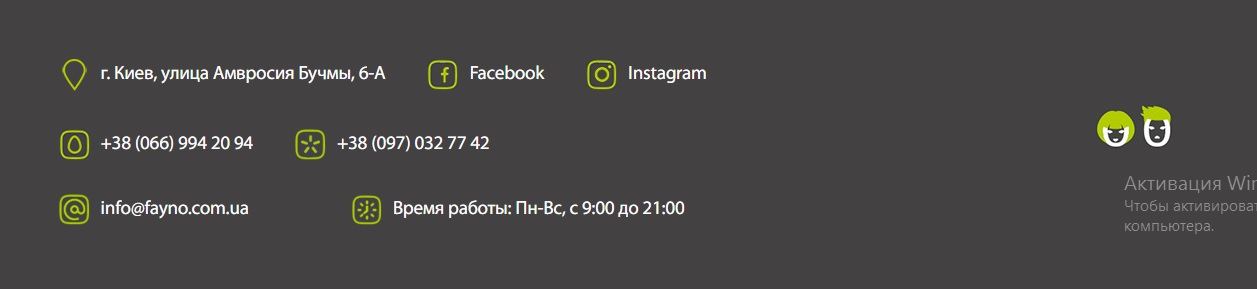 г. Киев, улица Амвросия Бучмы, 6-А Facebook Instagram
+38 (066) 994 20 94 +38 (097) 032 77 42
info@fayno.com.ua Время работы: Пн-Вс, с 9:00 до 21:00
Активация
Чтобы
компьютера.